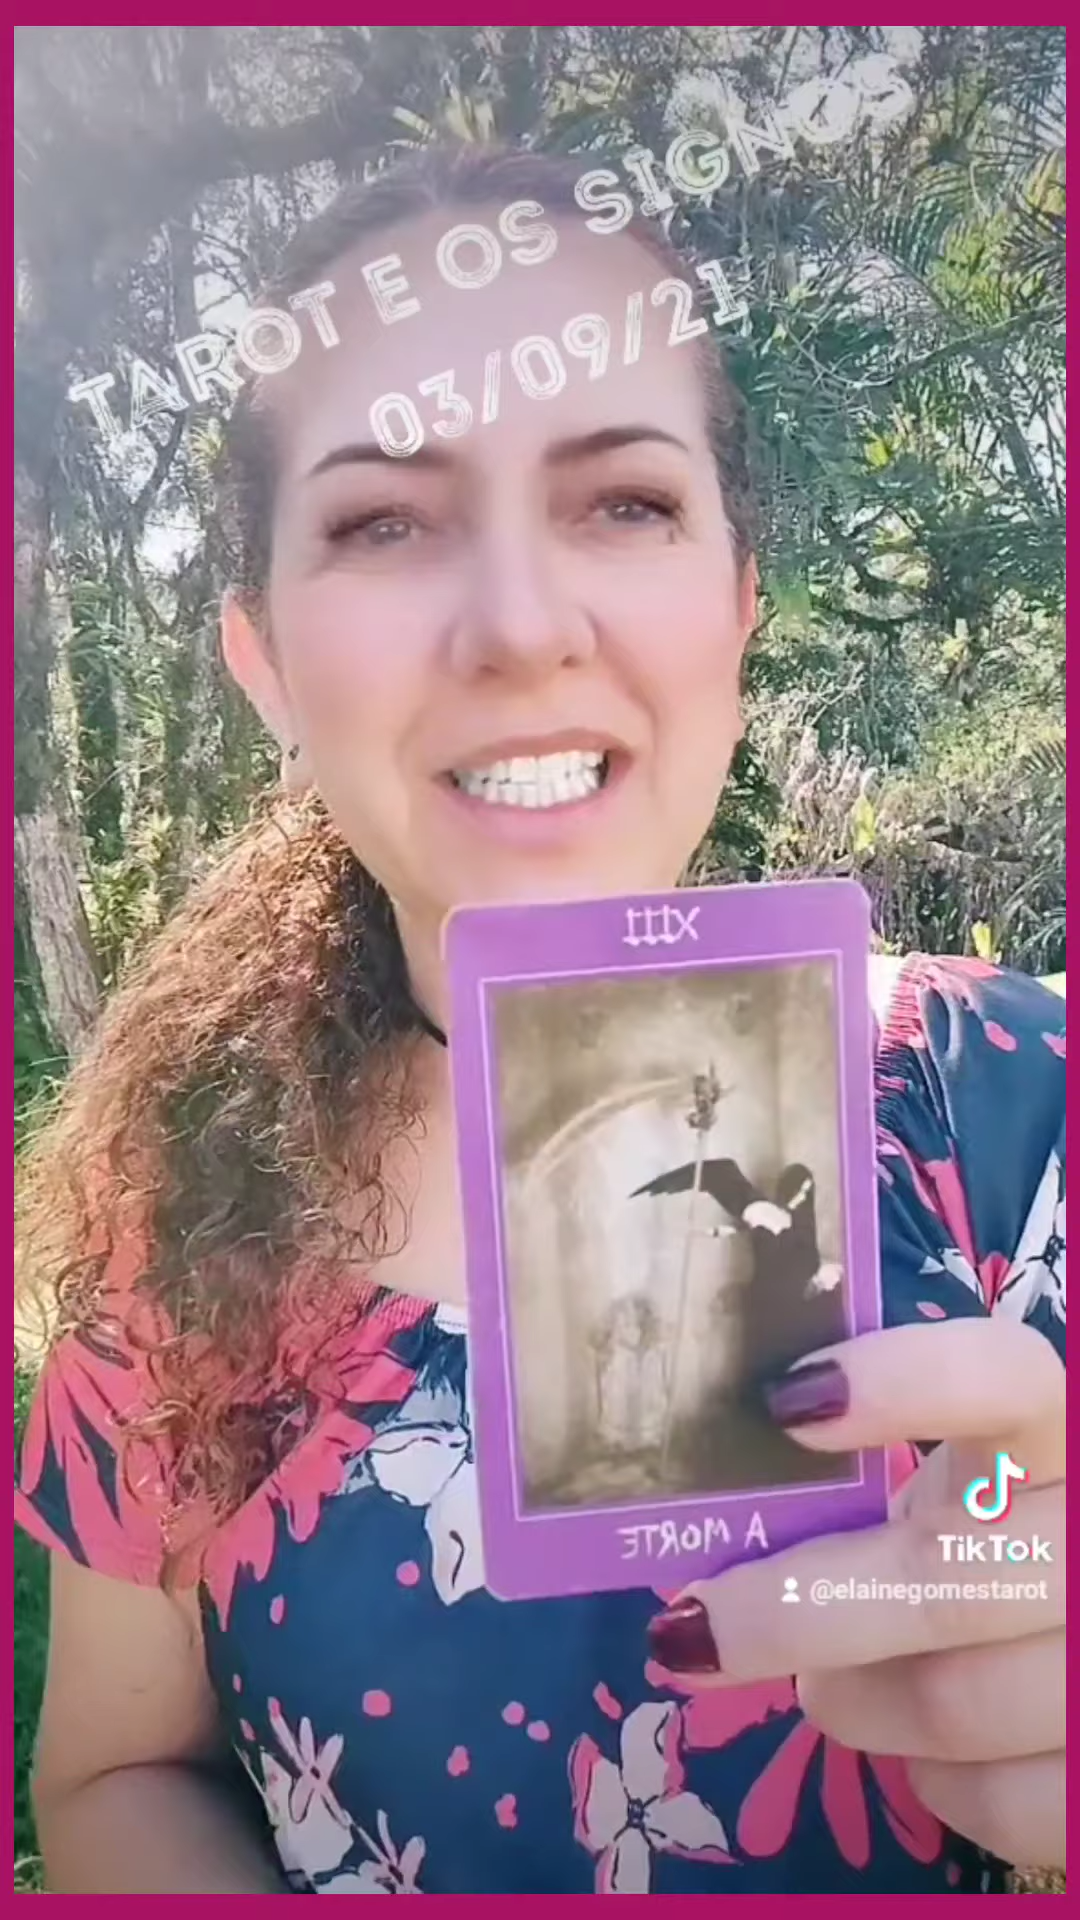 TAROT E OS SIGNOS
03/09/21
XIII
A MORTE
TikTok
@elainegomestarot